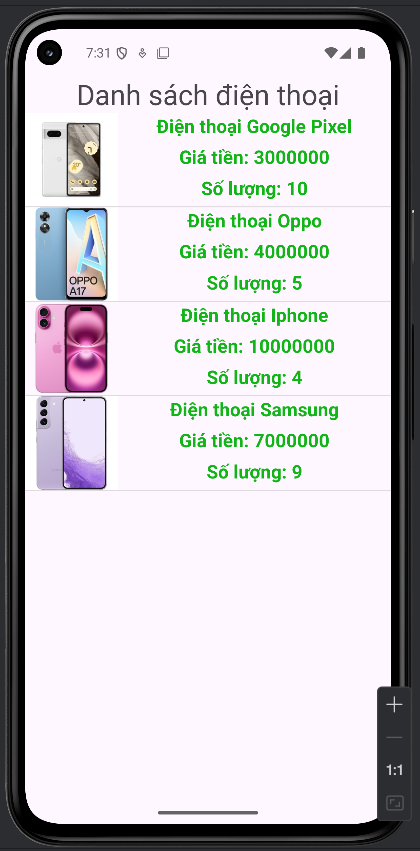 7:31
Danh sách điện thoại
Điện thoại Google Pixel
Giá tiền: 3000000
Số lượng: 10
OPPO
A17
Điện thoại Oppo
Giá tiền: 4000000
Số lượng: 5
Điện thoại Iphone
Giá tiền: 10000000
Số lượng: 4
Điện thoại Samsung
Giá tiền: 7000000
Số lượng: 9
1:1